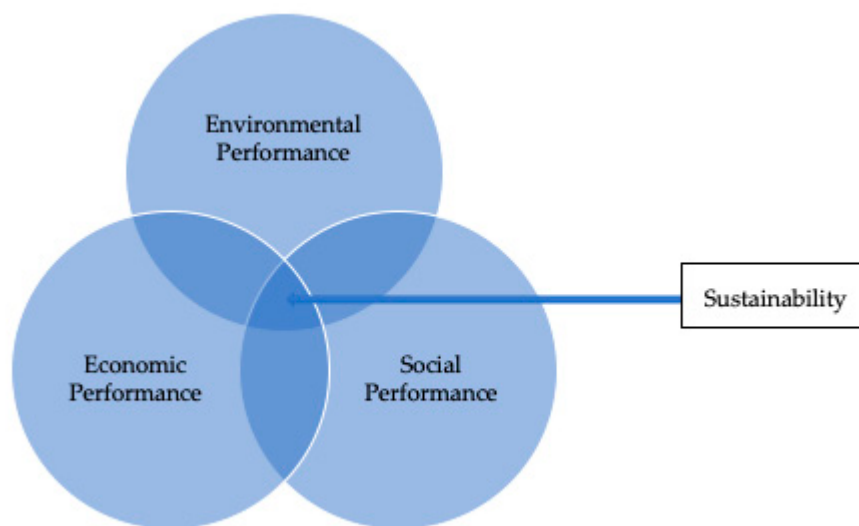 Environmental
Performance
Sustainability
Economic
Performance
Social
Performance